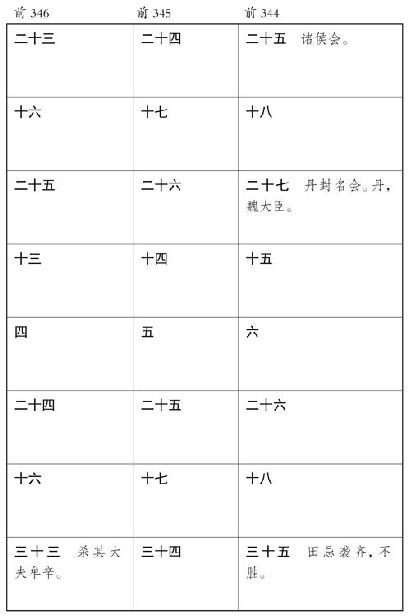 前 346 前 345 前 344
二十三 二十四 二十五 诸侯会。
十六 十七 十八
二十五 二十六 二十七 丹封名会。丹，
魏大臣。
十三 十四 十五
四 五 六
二十四 二十五 二十六
十六 十七 十八
三十三 杀其大 三十四 三十五 田忌袭齐，不
夫牟辛。 胜。